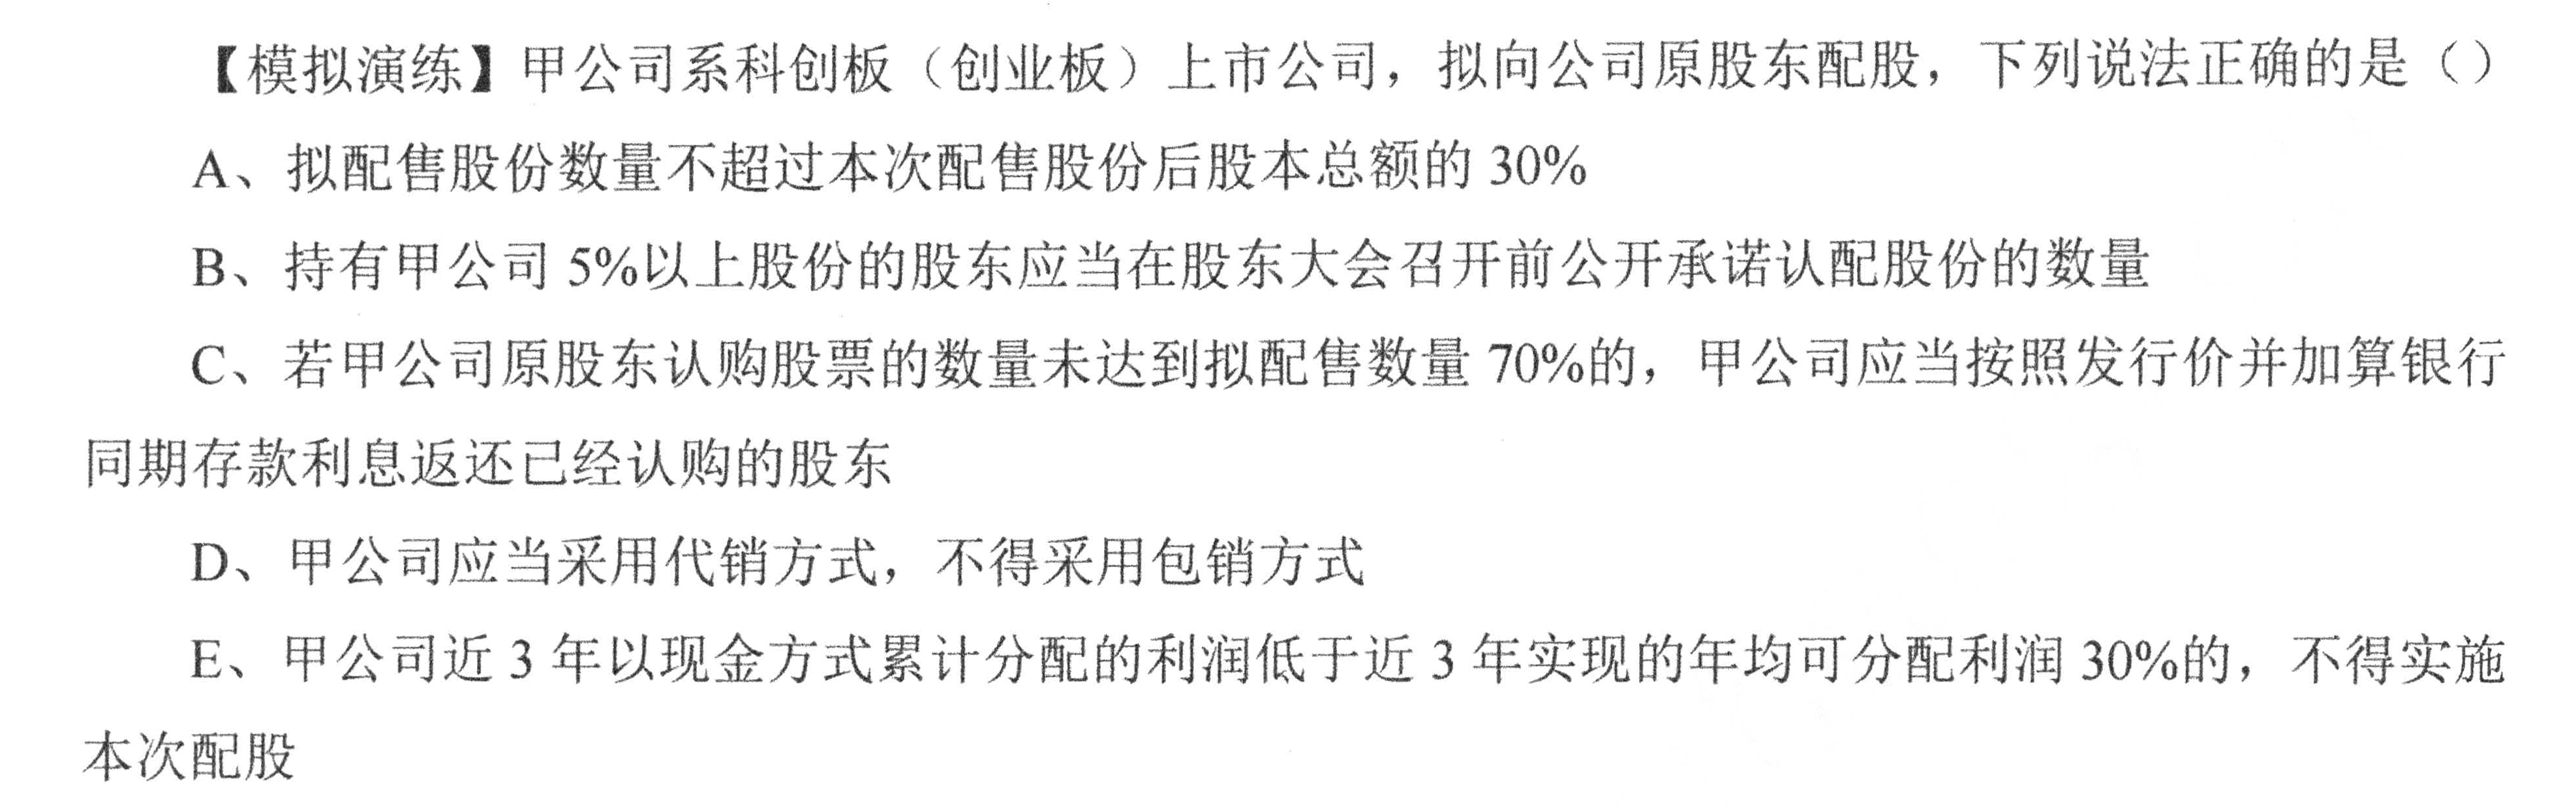 【模拟演练】甲公司系科创板（创业板）上市公司，拟向公司原股东配股，下列说法正确的是（）
A、拟配售股份数量不超过本次配售股份后股本总额的 30%
B、持有甲公司 5%以上股份的股东应当在股东大会召开前公开承诺认配股份的数量
C、若甲公司原股东认购股票的数量未达到拟配售数量 70%的，甲公司应当按照发行价并加算银行
同期存款利息返还已经认购的股东
D、甲公司应当采用代销方式，不得采用包销方式
E、甲公司近 3 年以现金方式累计分配的利润低于近 3 年实现的年均可分配利润 30%的，不得实施
本次配股